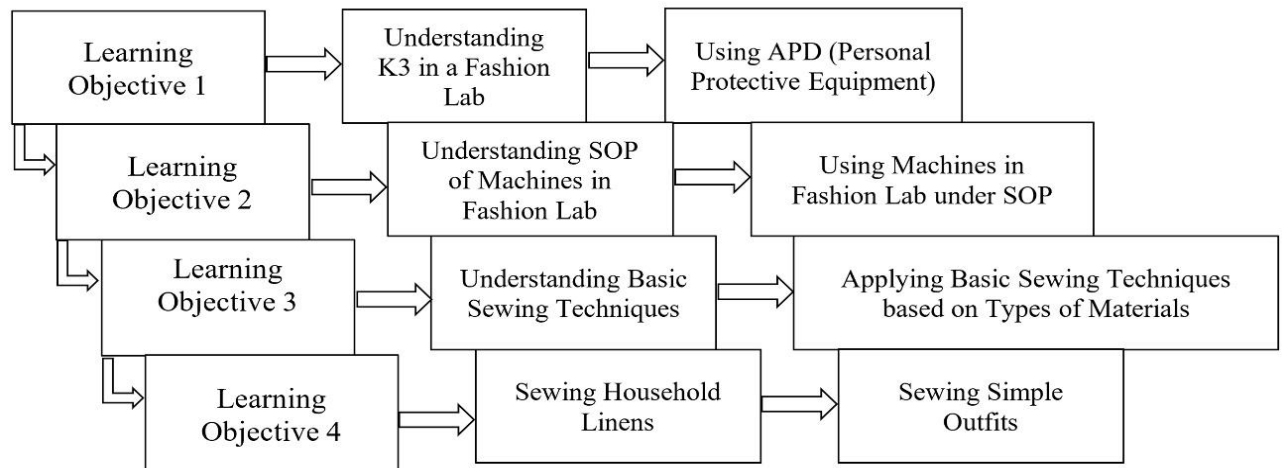 Learning
Objective 1
Understanding
K3 in a Fashion
Lab
Using APD (Personal
Protective Equipment)
Learning
Objective 2
Understanding SOP
of Machines in
Fashion Lab
Using Machines in
Fashion Lab under SOP
Learning
Objective 3
Understanding Basic
Sewing Techniques
Applying Basic Sewing Techniques
based on Types of Materials
Learning
Objective 4
Sewing Household
Linens
Sewing Simple
Outfits